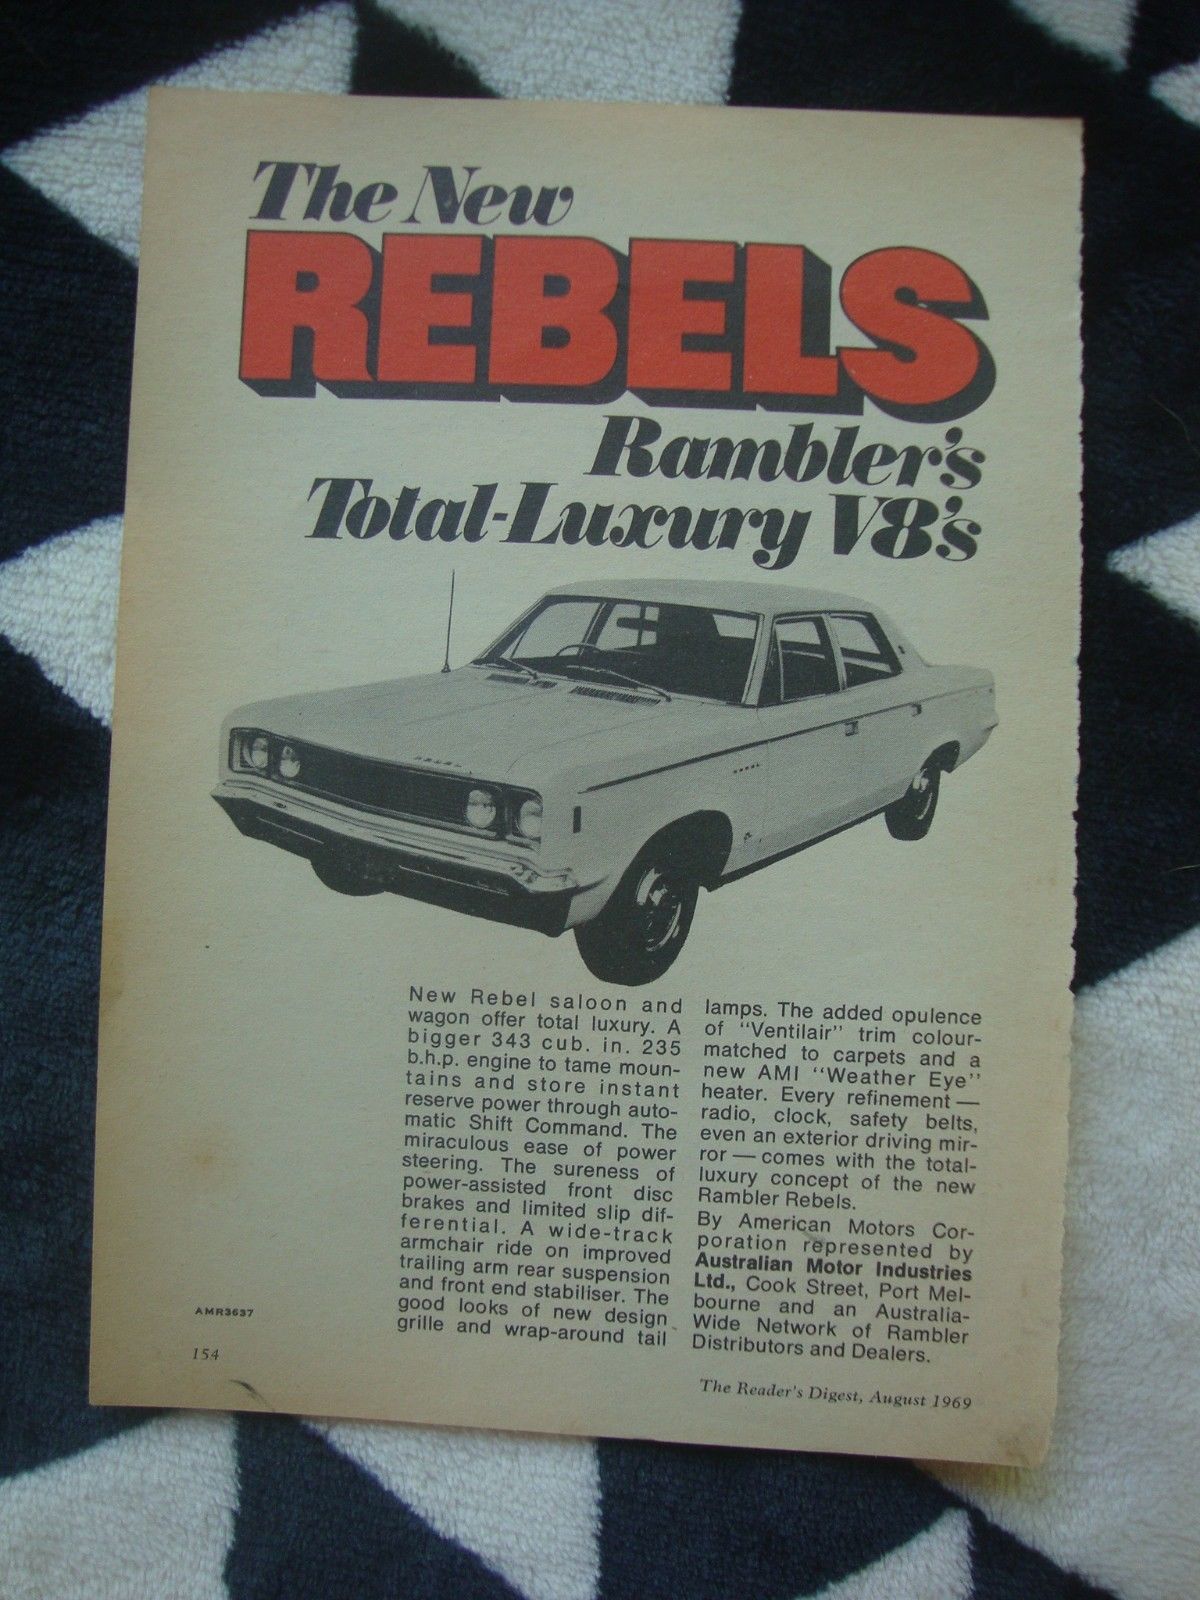 The New
REBELS
Rambler's
Total-Luxury V8's
New Rebel saloon and
wagon offer total luxury. A
bigger 343 cub. in. 235
b.h.p. engine to tame moun-
tains and store instant
reserve power through auto-
matic Shift Command. The
miraculous ease of power
steering. The sureness of
power-assisted front disc
brakes and limited slip dif-
ferential. A wide-track
armchair ride on improved
trailing arm rear suspension
and front end stabiliser. The
good looks of new design
grille and wrap-around tail
lamps. The added opulence
of "Ventilair" trim colour-
matched to carpets and a
new AMI "Weather Eye"
heater. Every refinement —
radio, clock, safety belts,
even an exterior driving mir-
ror — comes with the total-
luxury concept of the new
Rambler Rebels.
By American Motors Cor-
poration represented by
Australian Motor Industries
Ltd., Cook Street, Port Mel-
bourne and an Australia-
Wide Network of Rambler
Distributors and Dealers.
AMR3637
154
The Reader's Digest, August 1969